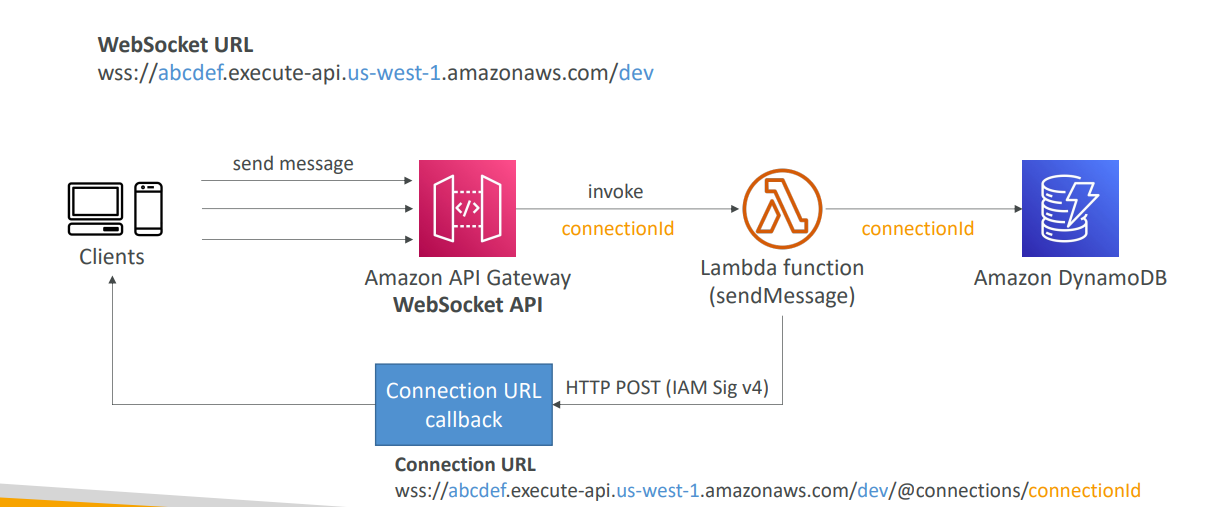 WebSocket URL
wss://abcdef.execute-api.us-west-1.amazonaws.com/dev
send message
invoke
connectionId
connectionId
Clients
Amazon API Gateway
WebSocket API
Lambda function
(sendMessage)
Amazon DynamoDB
Connection URL
callback
HTTP POST (IAM Sig v4)
Connection URL
wss://abcdef.execute-api.us-west-1.amazonaws.com/dev/@connections/connectionId